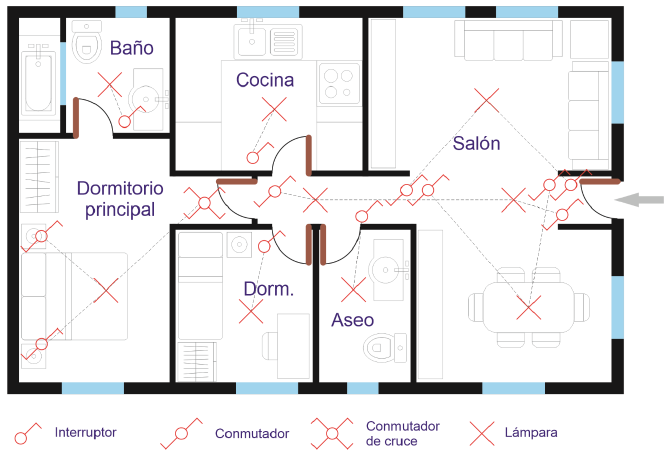 Baño
Cocina
Salón
Dormitorio
principal
Dorm.
Aseo
Interruptor
Conmutador
Conmutador
de cruce
Lámpara